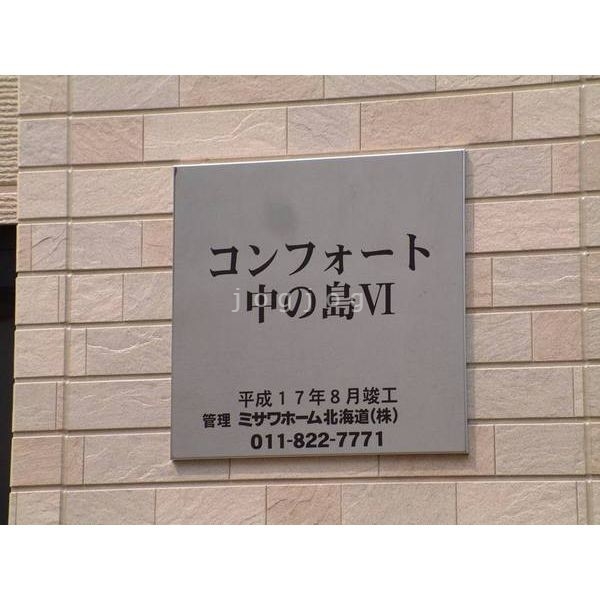 コンフォート
中の島Ⅵ
jogjog
平成17年8月竣工
管理 ミサワホーム北海道(株)
011-822-7771